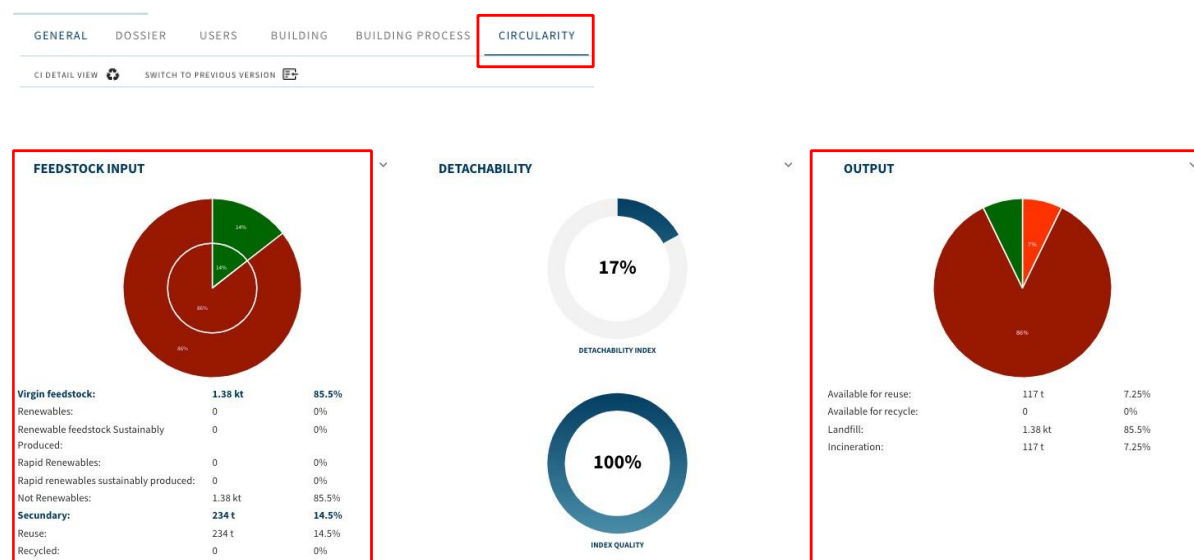 GENERAL DOSSIER USERS BUILDING BUILDING PROCESS CIRCULARITY
CI DETAIL VIEW SWITCH TO PREVIOUS VERSION
FEEDSTOCK INPUT
14%
14%
86%
86%
Virgin feedstock: 1.38 kt 85.5%
Renewables: 0 0%
Renewable feedstock Sustainably 0 0%
Produced:
Rapid Renewables: 0 0%
Rapid renewables sustainably produced: 0 0%
Not Renewables: 1.38 kt 85.5%
Secundary: 234 t 14.5%
Reuse: 234 t 14.5%
Recycled: 0 0%
DETACHABILITY
17%
DETACHABILITY INDEX
100%
INDEX QUALITY
OUTPUT
7%
86%
Available for reuse: 117 t 7.25%
Available for recycle: 0 0%
Landfill: 1.38 kt 85.5%
Incineration: 117 t 7.25%